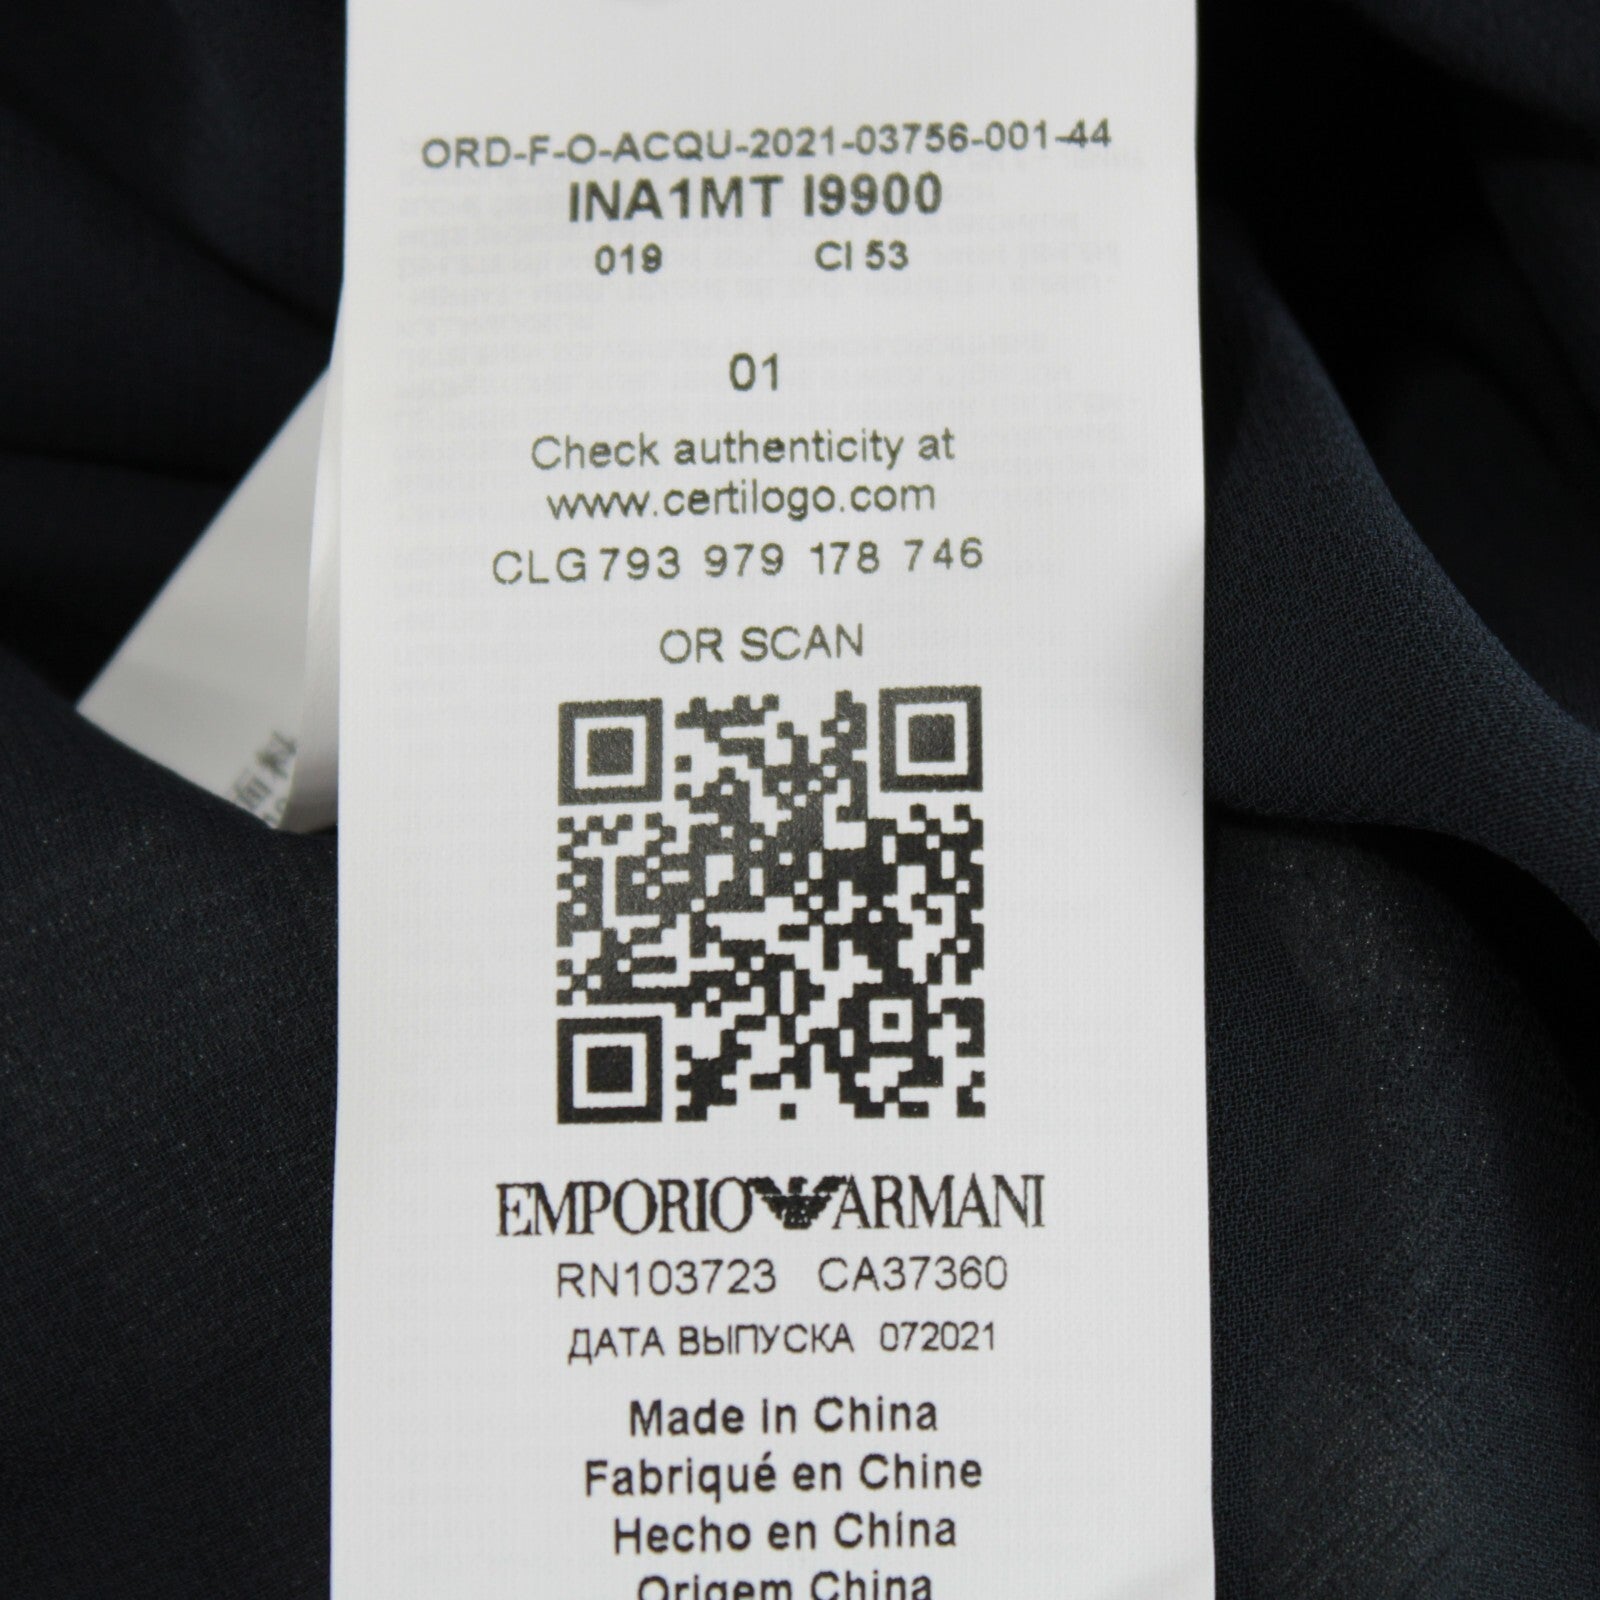 ORD-F-O-ACQU-2021-03756-001-44
INA1MT I9900
019 CI 53
01
Check authenticity at
www.certilogo.com
CLG 793 979 178 746
OR SCAN
EMPORIO ARMANI
RN103723 CA37360
ДАТА ВЫПУСКА 072021
Made in China
Fabriqué en Chine
Hecho en China
Origem China